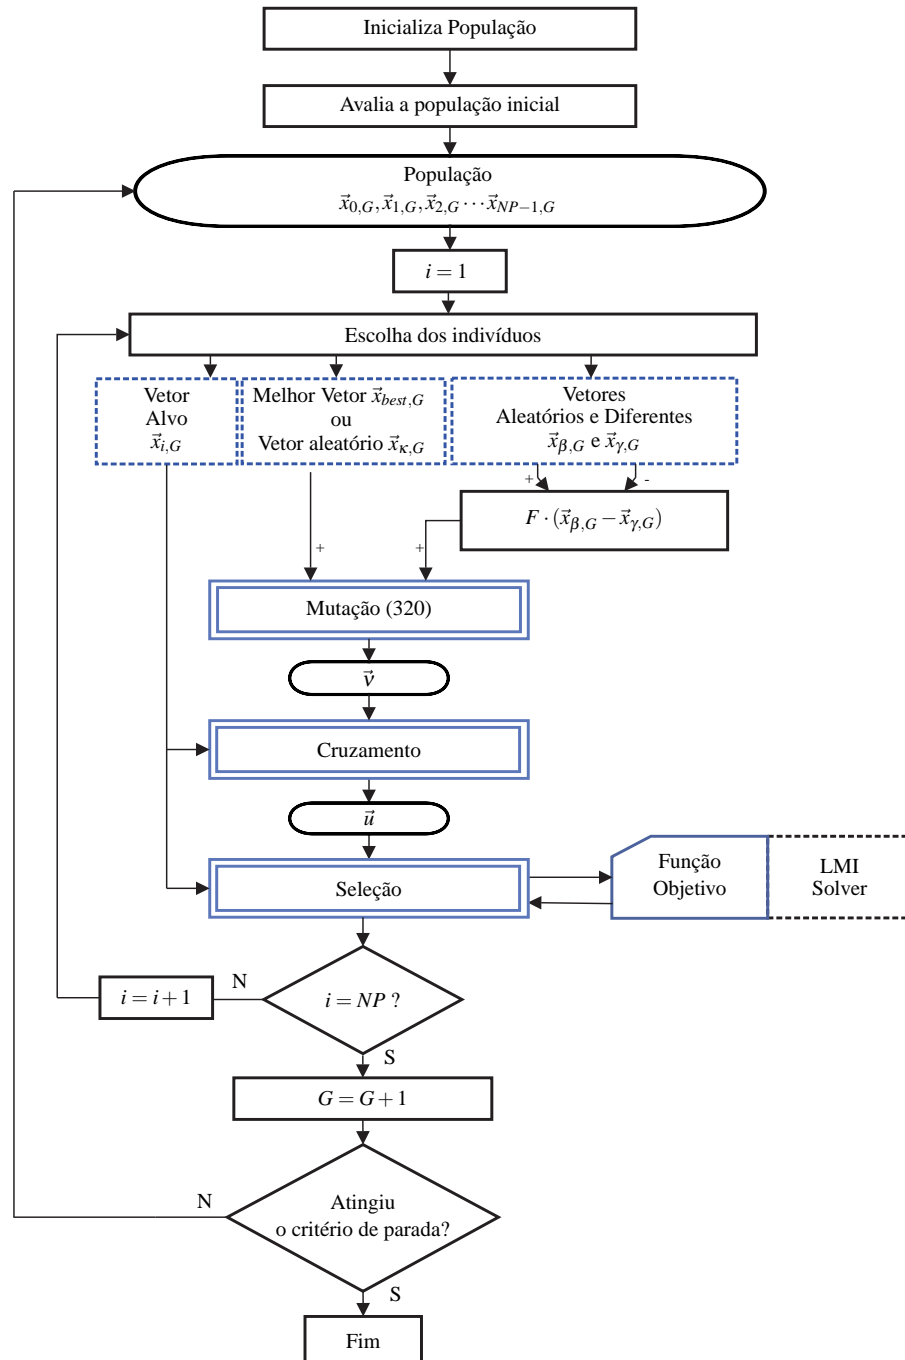 Inicializa População
Avalia a população inicial
População
x⃗0,G, x⃗1,G, x⃗2,G ··· x⃗NP−1,G
i = 1
Escolha dos indivíduos
Vetor
Alvo
x⃗i,G
Melhor Vetor x⃗best,G
ou
Vetor aleatório x⃗κ,G
Vetores
Aleatórios e Diferentes
x⃗β,G e x⃗γ,G
+
-
F · (x⃗β,G − x⃗γ,G)
+
+
Mutação (320)
v⃗
Cruzamento
u⃗
Seleção
Função
Objetivo
LMI
Solver
i = NP ?
N
i = i + 1
S
G = G + 1
N
Atingiu
o critério de parada?
S
Fim